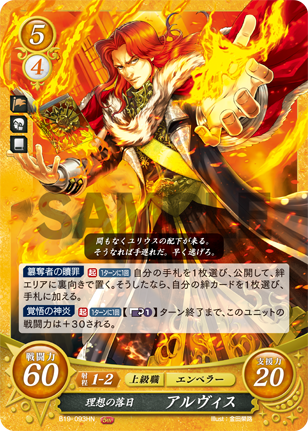 5
4
SAMPLE
間もなくユリウスの配下が来る。
そうなれば手遅れだ。早く逃げろ。
簒奪者の贖罪 起 1ターンに1回 自分の手札を1枚選び、公開して、絆
エリアに裏向きで置く。そうしたなら、自分の絆カードを1枚選び、
手札に加える。
覚悟の神炎 起 1ターンに1回 【1】ターン終了まで、このユニット
の戦闘力は+30される。
戦闘力
60
射程 1-2 上級職 エンペラー
支援力
20
理想の落日 アルヴィス
B19-093HN